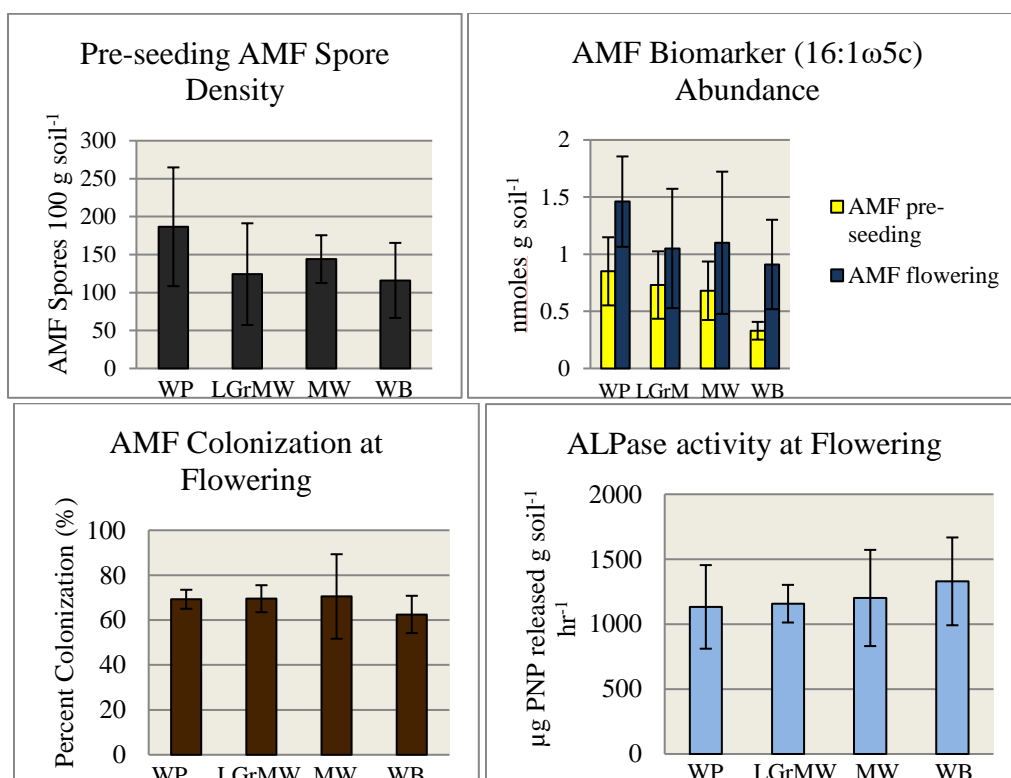 Pre-seeding AMF Spore
Density
AMF Spores 100 g soil⁻¹
300
250
200
150
100
50
0
WP LGrMW MW WB
AMF Biomarker (16:1ω5c)
Abundance
nmoles g soil⁻¹
2
1.5
1
0.5
0
WP LGrM MW WB
AMF pre-
seeding
AMF flowering
AMF Colonization at
Flowering
Percent Colonization (%)
100
80
60
40
20
0
WP LGrMW MW WB
ALPase activity at Flowering
µg PNP released g soil⁻¹
hr⁻¹
2000
1500
1000
500
0
WP LGrMW MW WB